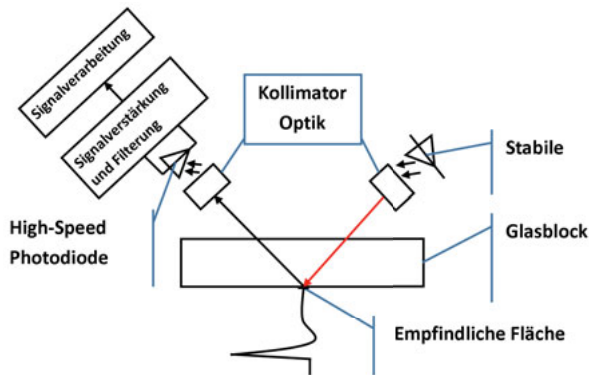 Signalverarbeitung
Signalverstärkung
und Filterung
Kollimator
Optik
Stabile
High-Speed
Photodiode
Glasblock
Empfindliche Fläche